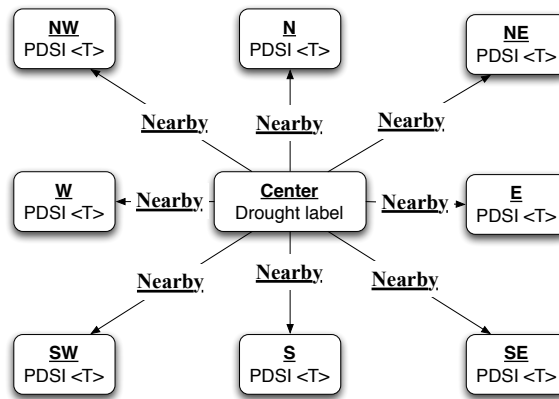 NW
PDSI <T>
N
PDSI <T>
NE
PDSI <T>
Nearby
Nearby
Nearby
W
PDSI <T>
Nearby
Center
Drought label
Nearby
E
PDSI <T>
Nearby
Nearby
Nearby
SW
PDSI <T>
S
PDSI <T>
SE
PDSI <T>